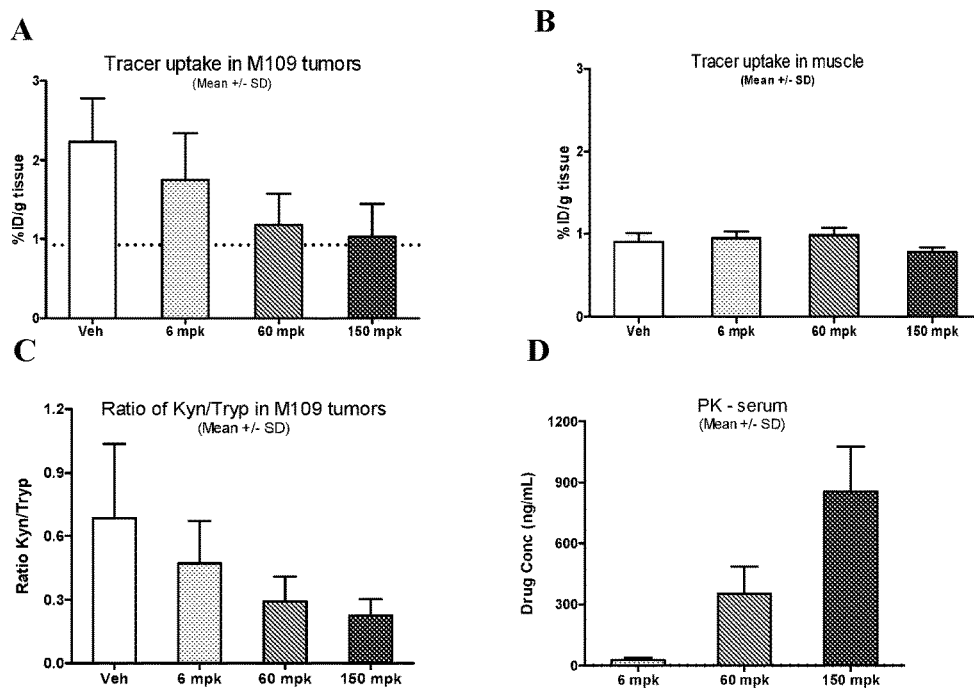 A
Tracer uptake in M109 tumors
(Mean +/- SD)
%ID/g tissue
3
2
1
0
Veh
6 mpk
60 mpk
150 mpk
B
Tracer uptake in muscle
(Mean +/- SD)
%ID/g tissue
3
2
1
0
Veh
6 mpk
60 mpk
150 mpk
C
Ratio of Kyn/Tryp in M109 tumors
(Mean +/- SD)
Ratio Kyn/Tryp
1.2
0.9
0.6
0.3
0.0
Veh
6 mpk
60 mpk
150 mpk
D
PK - serum
(Mean +/- SD)
Drug Conc (ng/mL)
1200
900
600
300
0
6 mpk
60 mpk
150 mpk